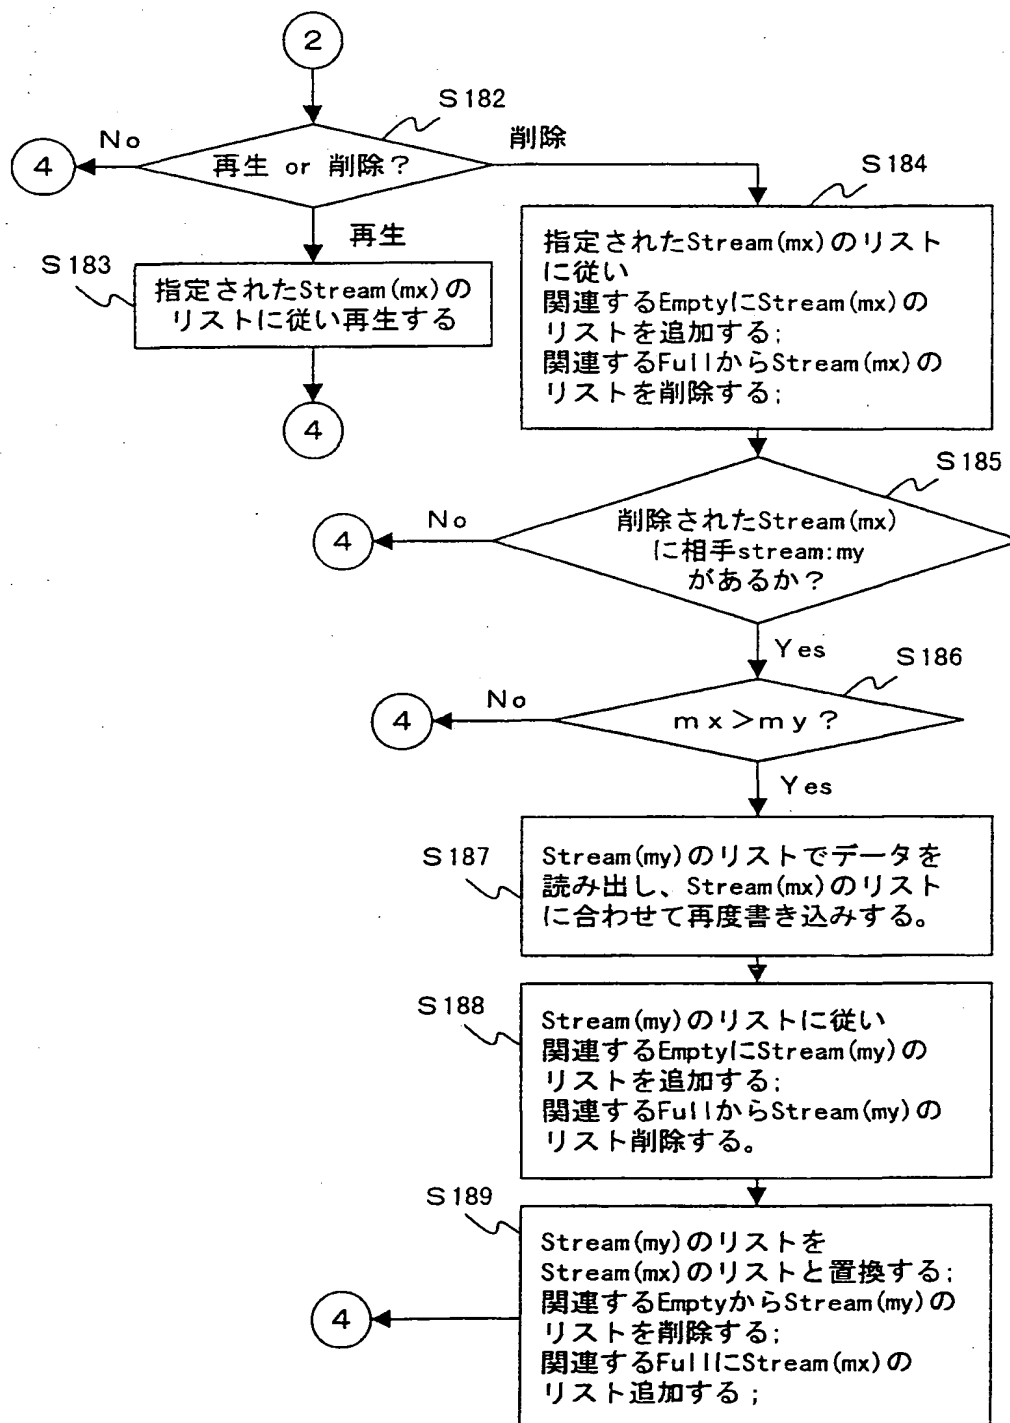 2
S182
No
再生 or 削除?
削除
4
再生
S183
指定されたStream(mx)の
リストに従い再生する
4
S184
指定されたStream(mx)のリスト
に従い
関連するEmptyにStream(mx)の
リストを追加する;
関連するFullからStream(mx)の
リストを削除する;
S185
削除されたStream(mx)
に相手stream:my
があるか?
No
4
Yes
S186
mx>my?
No
4
Yes
S187
Stream(my)のリストでデータを
読み出し、Stream(mx)のリスト
に合わせて再度書き込みする。
S188
Stream(my)のリストに従い
関連するEmptyにStream(my)の
リストを追加する;
関連するFullからStream(my)の
リスト削除する。
S189
Stream(my)のリストを
Stream(mx)のリストと置換する;
関連するEmptyからStream(my)の
リストを削除する;
関連するFullにStream(mx)の
リスト追加する;
4